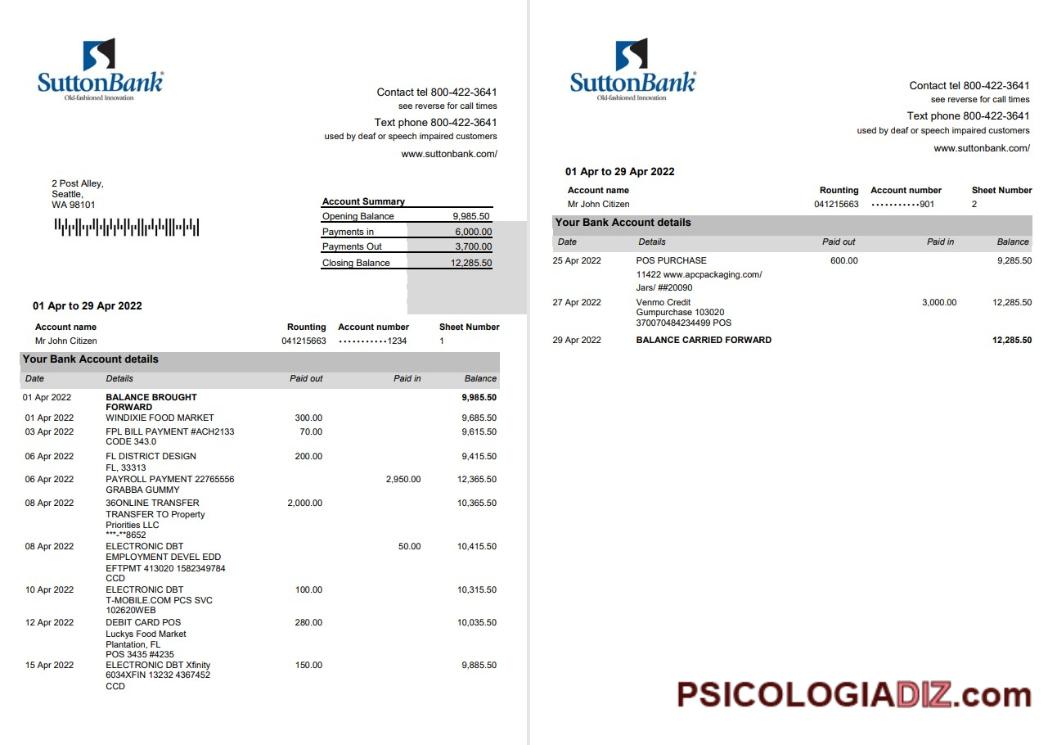 SuttonBank
Old-fashioned Innovation
Contact tel 800-422-3641
see reverse for call times
Text phone 800-422-3641
used by deaf or speech impaired customers
www.suttonbank.com/
2 Post Alley,
Seattle,
WA 98101
Account Summary
Opening Balance 9,985.50
Payments in 6,000.00
Payments Out 3,700.00
Closing Balance 12,285.50
01 Apr to 29 Apr 2022
Account name Rounting Account number Sheet Number
Mr John Citizen 041215663 ···········1234 1
Your Bank Account details
Date Details Paid out Paid in Balance
01 Apr 2022 BALANCE BROUGHT 9,985.50
FORWARD
01 Apr 2022 WINDIXIE FOOD MARKET 300.00 9,685.50
03 Apr 2022 FPL BILL PAYMENT #ACH2133 70.00 9,615.50
CODE 343.0
06 Apr 2022 FL DISTRICT DESIGN 200.00 9,415.50
FL, 33313
06 Apr 2022 PAYROLL PAYMENT 22765556 2,950.00 12,365.50
GRABBA GUMMY
08 Apr 2022 36ONLINE TRANSFER 2,000.00 10,365.50
TRANSFER TO Property
Priorities LLC
***-**8652
08 Apr 2022 ELECTRONIC DBT 50.00 10,415.50
EMPLOYMENT DEVEL EDD
EFTPMT 413020 1582349784
CCD
10 Apr 2022 ELECTRONIC DBT 100.00 10,315.50
T-MOBILE.COM PCS SVC
102620WEB
12 Apr 2022 DEBIT CARD POS 280.00 10,035.50
Luckys Food Market
Plantation, FL
POS 3435 #4235
15 Apr 2022 ELECTRONIC DBT Xfinity 150.00 9,885.50
6034XFIN 13232 4367452
CCD
SuttonBank
Old-fashioned Innovation
Contact tel 800-422-3641
see reverse for call times
Text phone 800-422-3641
used by deaf or speech impaired customers
www.suttonbank.com/
01 Apr to 29 Apr 2022
Account name Rounting Account number Sheet Number
Mr John Citizen 041215663 ··········901 2
Your Bank Account details
Date Details Paid out Paid in Balance
25 Apr 2022 POS PURCHASE 600.00 9,285.50
11422 www.apcpackaging.com/
Jars/ ##20090
27 Apr 2022 Venmo Credit 3,000.00 12,285.50
Gumpurchase 103020
370070484234499 POS
29 Apr 2022 BALANCE CARRIED FORWARD 12,285.50
PSICOLOGIADIZ.com